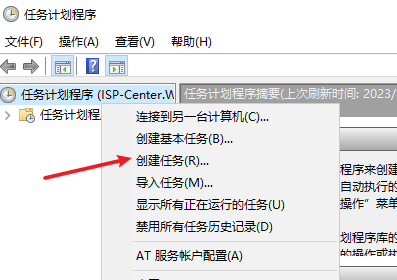 任务计划程序
文件(F) 操作(A) 查看(V) 帮助(H)
任务计划程序 (ISP-Center.W 任务计划程序摘要(上次刷新时间: 2023/
任务计划程
连接到另一台计算机(C)...
创建基本任务(B)...
创建任务(R)...
程序来创建
导入任务(M)...
自动执行的
显示所有正在运行的任务(U)
操作”菜单
禁用所有任务历史记录(D)
划程序库的
AT 服务帐户配置(A)
的操作或执